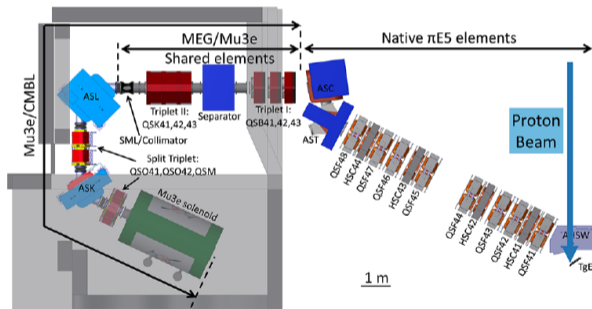 MEG/Mu3e
Shared elements
Native πE5 elements
Mu3e/CMBL
ASL
Triplet II:
QSK41,42,43
Separator
Triplet I:
QSB41,42,43
ASC
AST
SML/Collimator
Split Triplet:
QSO41,QSO42,QSM
ASK
Mu3e solenoid
QSF48
HSC44
QSF47
QSF46
HSC43
QSF45
QSF44
HSC42
QSF43
QSF42
HSC41
QSF41
Proton
Beam
TgE
1 m